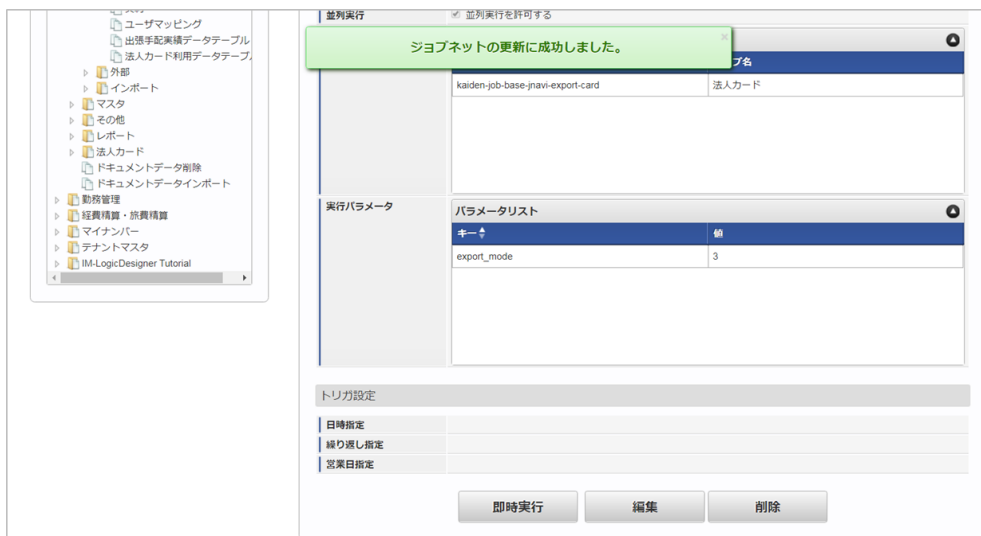 ユーザマッピング
出張手配実績データテーブル
法人カード利用データテーブ
外部
インポート
マスタ
その他
レポート
法人カード
ドキュメントデータ削除
ドキュメントデータインポート
勤務管理
経費精算・旅費精算
マイナンバー
テナントマスタ
IM-LogicDesigner Tutorial
並列実行
並列実行を許可する
ジョブネットの更新に成功しました。
×
ブ名
kaiden-job-base-jnavi-export-card 法人カード
実行パラメータ
パラメータリスト
キー 値
export_mode 3
トリガ設定
日時指定
繰り返し指定
営業日指定
即時実行 編集 削除